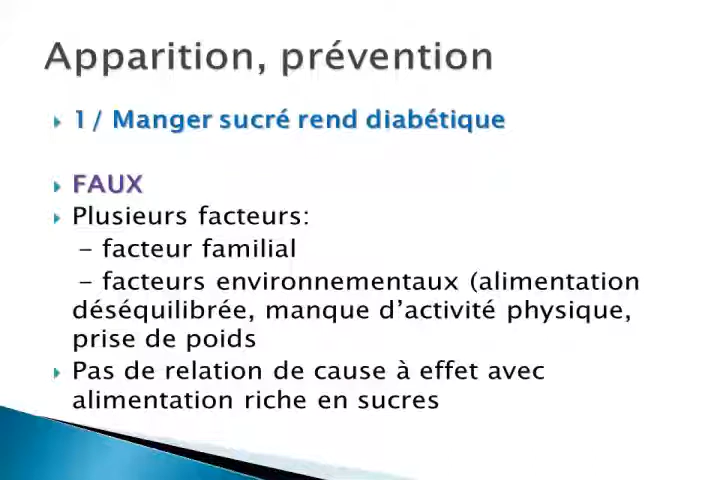 Apparition, prévention
1/ Manger sucré rend diabétique
FAUX
Plusieurs facteurs:
- facteur familial
- facteurs environnementaux (alimentation
déséquilibrée, manque d’activité physique,
prise de poids
Pas de relation de cause à effet avec
alimentation riche en sucres